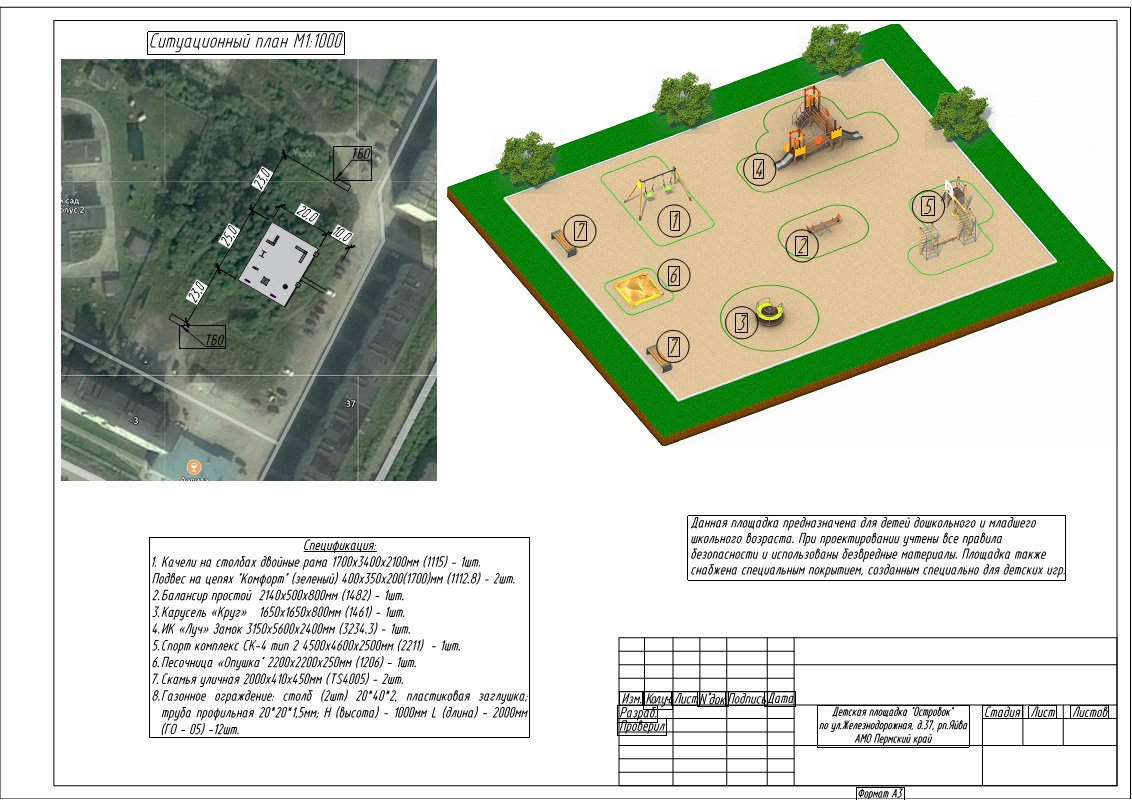 Ситуационный план М1:1000
ТБО
23,0
20,0
25,0
10,0
23,0
ТБО
37
3
4
5
1
7
2
6
3
7
Данная площадка предназначена для детей дошкольного и младшего
школьного возраста. При проектировании учтены все правила
безопасности и использованы безвредные материалы. Площадка также
снабжена специальным покрытием, созданным специально для детских игр.
Спецификация:
1. Качели на столбах двойные рама 1700х3400х2100мм (1115) - 1шт.
Подвес на цепях "Комфорт" (зеленый) 400х350х200(1700)мм (1112.8) - 2шт.
2.Балансир простой 2140х500х800мм (1482) - 1шт.
3.Карусель «Круг» 1650х1650х800мм (1461) - 1шт.
4.ИК «Луч» Замок 3150х5600х2400мм (3234.3) - 1шт.
5.Спорт комплекс СК-4 тип 2 4500х4600х2500мм (2211) - 1шт.
6.Песочница «Опушка" 2200х2200х250мм (1206) - 1шт.
7. Скамья уличная 2000х410х450мм (TS4005) - 2шт.
8.Газонное ограждение: столб (2шт) 20*40*2, пластиковая заглушка;
труба профильная 20*20*1,5мм; Н (высота) - 1000мм L (длина) - 2000мм
(ГО - 05) -12шт.
Изм. Колуч Лист N°док Подпись Дата
Разраб.
Проверил
Детская площадка "Островок"
по ул.Железнодорожная, д.37, рп.Яйва
АМО Пермский край
Стадия Лист Листов
Формат А3